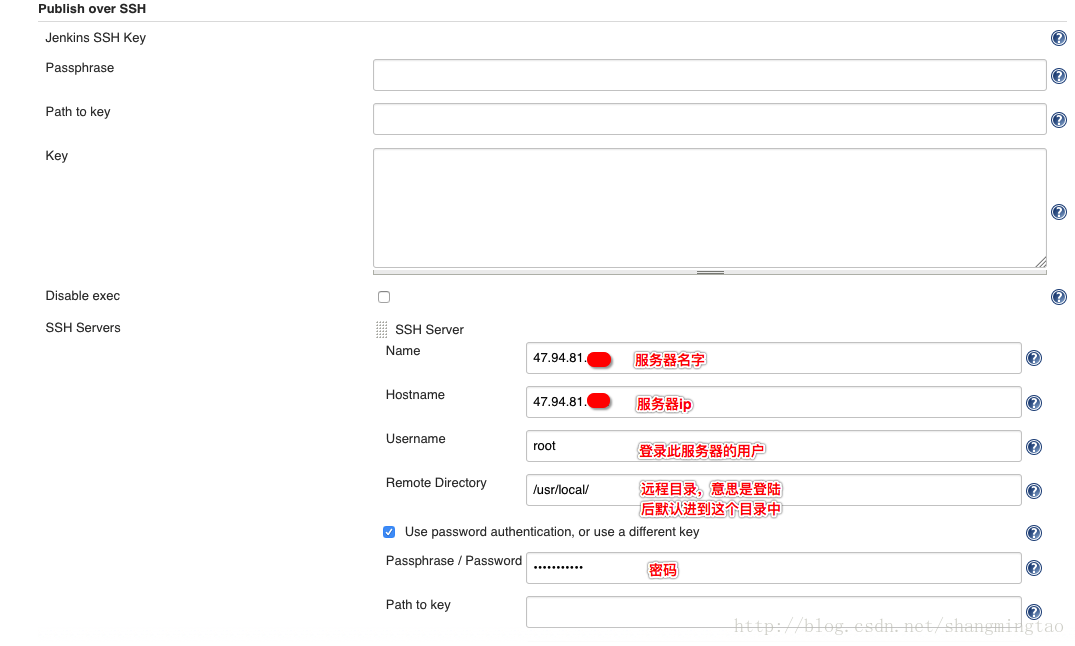 Publish over SSH
Jenkins SSH Key
Passphrase
Path to key
Key
Disable exec
SSH Servers
SSH Server
Name
47.94.81. 服务器名字
Hostname
47.94.81. 服务器ip
Username
root 登录此服务器的用户
Remote Directory
/usr/local/ 远程目录，意思是登陆
后默认进到这个目录中
Use password authentication, or use a different key
Passphrase / Password
••••••••••• 密码
Path to key
http://blog.csdn.net/shangmingtao